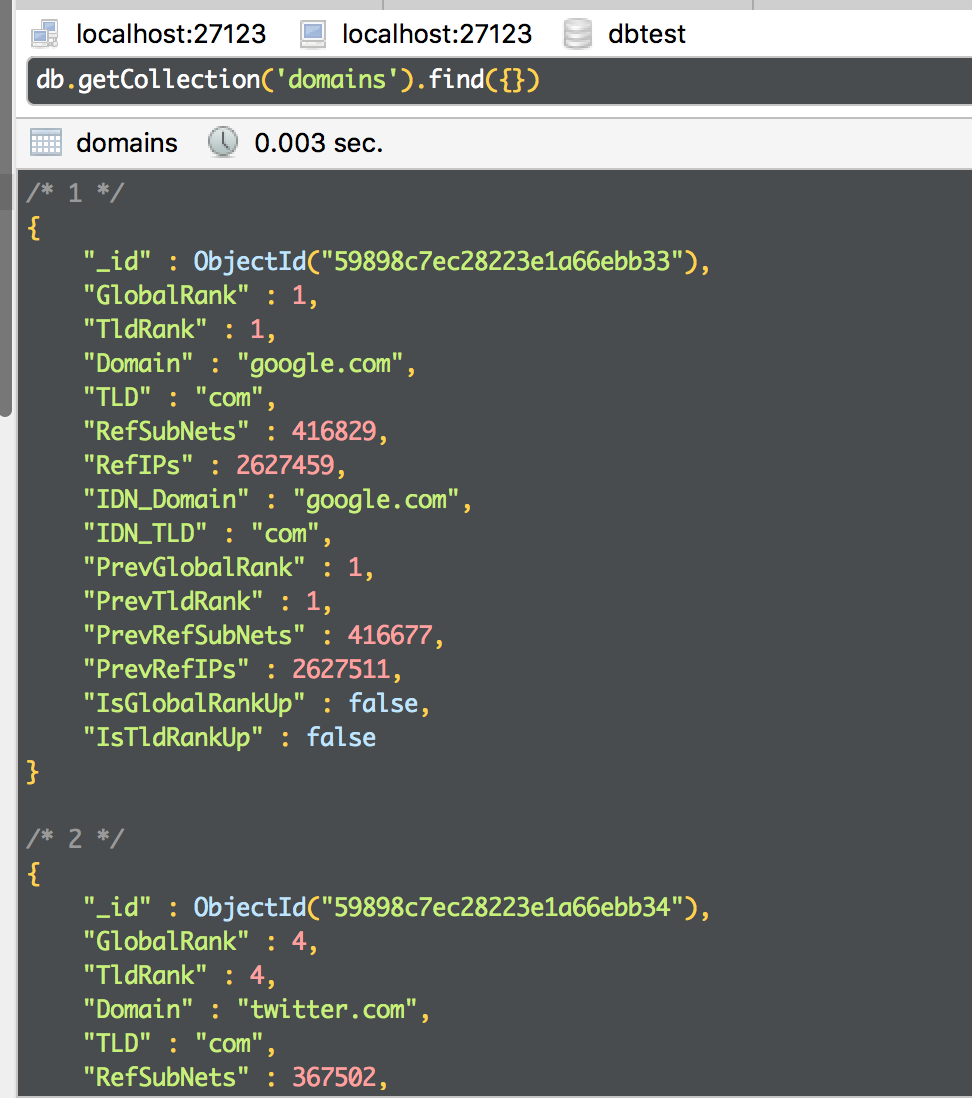 localhost:27123 localhost:27123 dbtest
db.getCollection('domains').find({})
domains 0.003 sec.
/* 1 */
{
    "_id" : ObjectId("59898c7ec28223e1a66ebb33"),
    "GlobalRank" : 1,
    "TldRank" : 1,
    "Domain" : "google.com",
    "TLD" : "com",
    "RefSubNets" : 416829,
    "RefIPs" : 2627459,
    "IDN_Domain" : "google.com",
    "IDN_TLD" : "com",
    "PrevGlobalRank" : 1,
    "PrevTldRank" : 1,
    "PrevRefSubNets" : 416677,
    "PrevRefIPs" : 2627511,
    "IsGlobalRankUp" : false,
    "IsTldRankUp" : false
}
/* 2 */
{
    "_id" : ObjectId("59898c7ec28223e1a66ebb34"),
    "GlobalRank" : 4,
    "TldRank" : 4,
    "Domain" : "twitter.com",
    "TLD" : "com",
    "RefSubNets" : 367502,